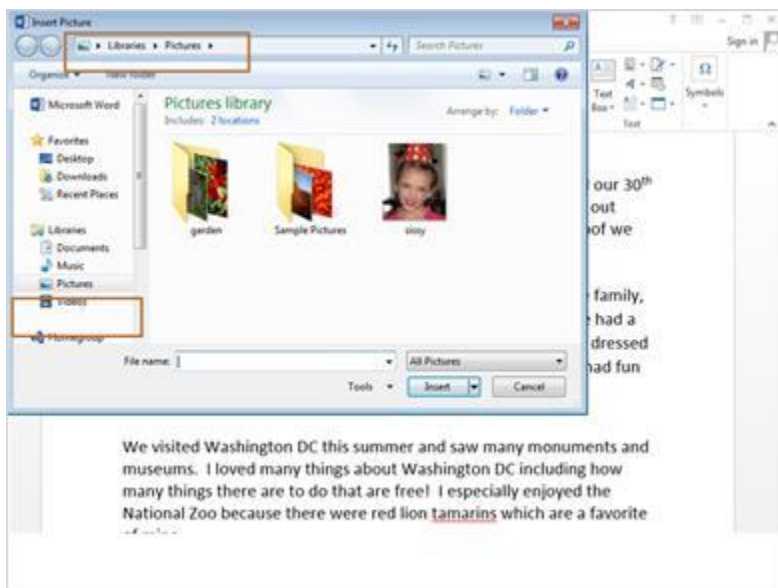 Insert Picture
Libraries ▸ Pictures ▸
Search Pictures
Sign in
Organize
New folder
Microsoft Word
Favorites
Desktop
Downloads
Recent Places
Libraries
Documents
Music
Pictures
Videos
Homegroup
Pictures library
Includes: 2 locations
Arrange by: Folder
garden
Sample Pictures
sissy
File name:
All Pictures
Tools
Insert
Cancel
Text
Box
Symbols
Text
our 30th
out
of we
family,
had a
dressed
had fun
We visited Washington DC this summer and saw many monuments and
museums. I loved many things about Washington DC including how
many things there are to do that are free! I especially enjoyed the
National Zoo because there were red lion tamarins which are a favorite